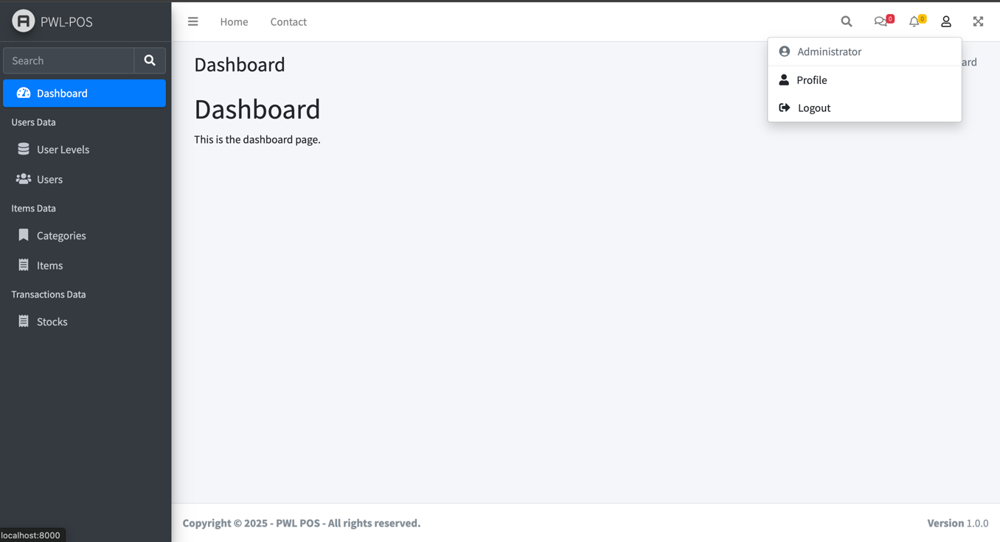 PWL-POS
Home
Contact
0
0
Search
Dashboard
Users Data
User Levels
Users
Items Data
Categories
Items
Transactions Data
Stocks
Dashboard
ard
Administrator
Profile
Logout
Dashboard
This is the dashboard page.
Copyright © 2025 - PWL POS - All rights reserved.
Version 1.0.0
localhost:8000